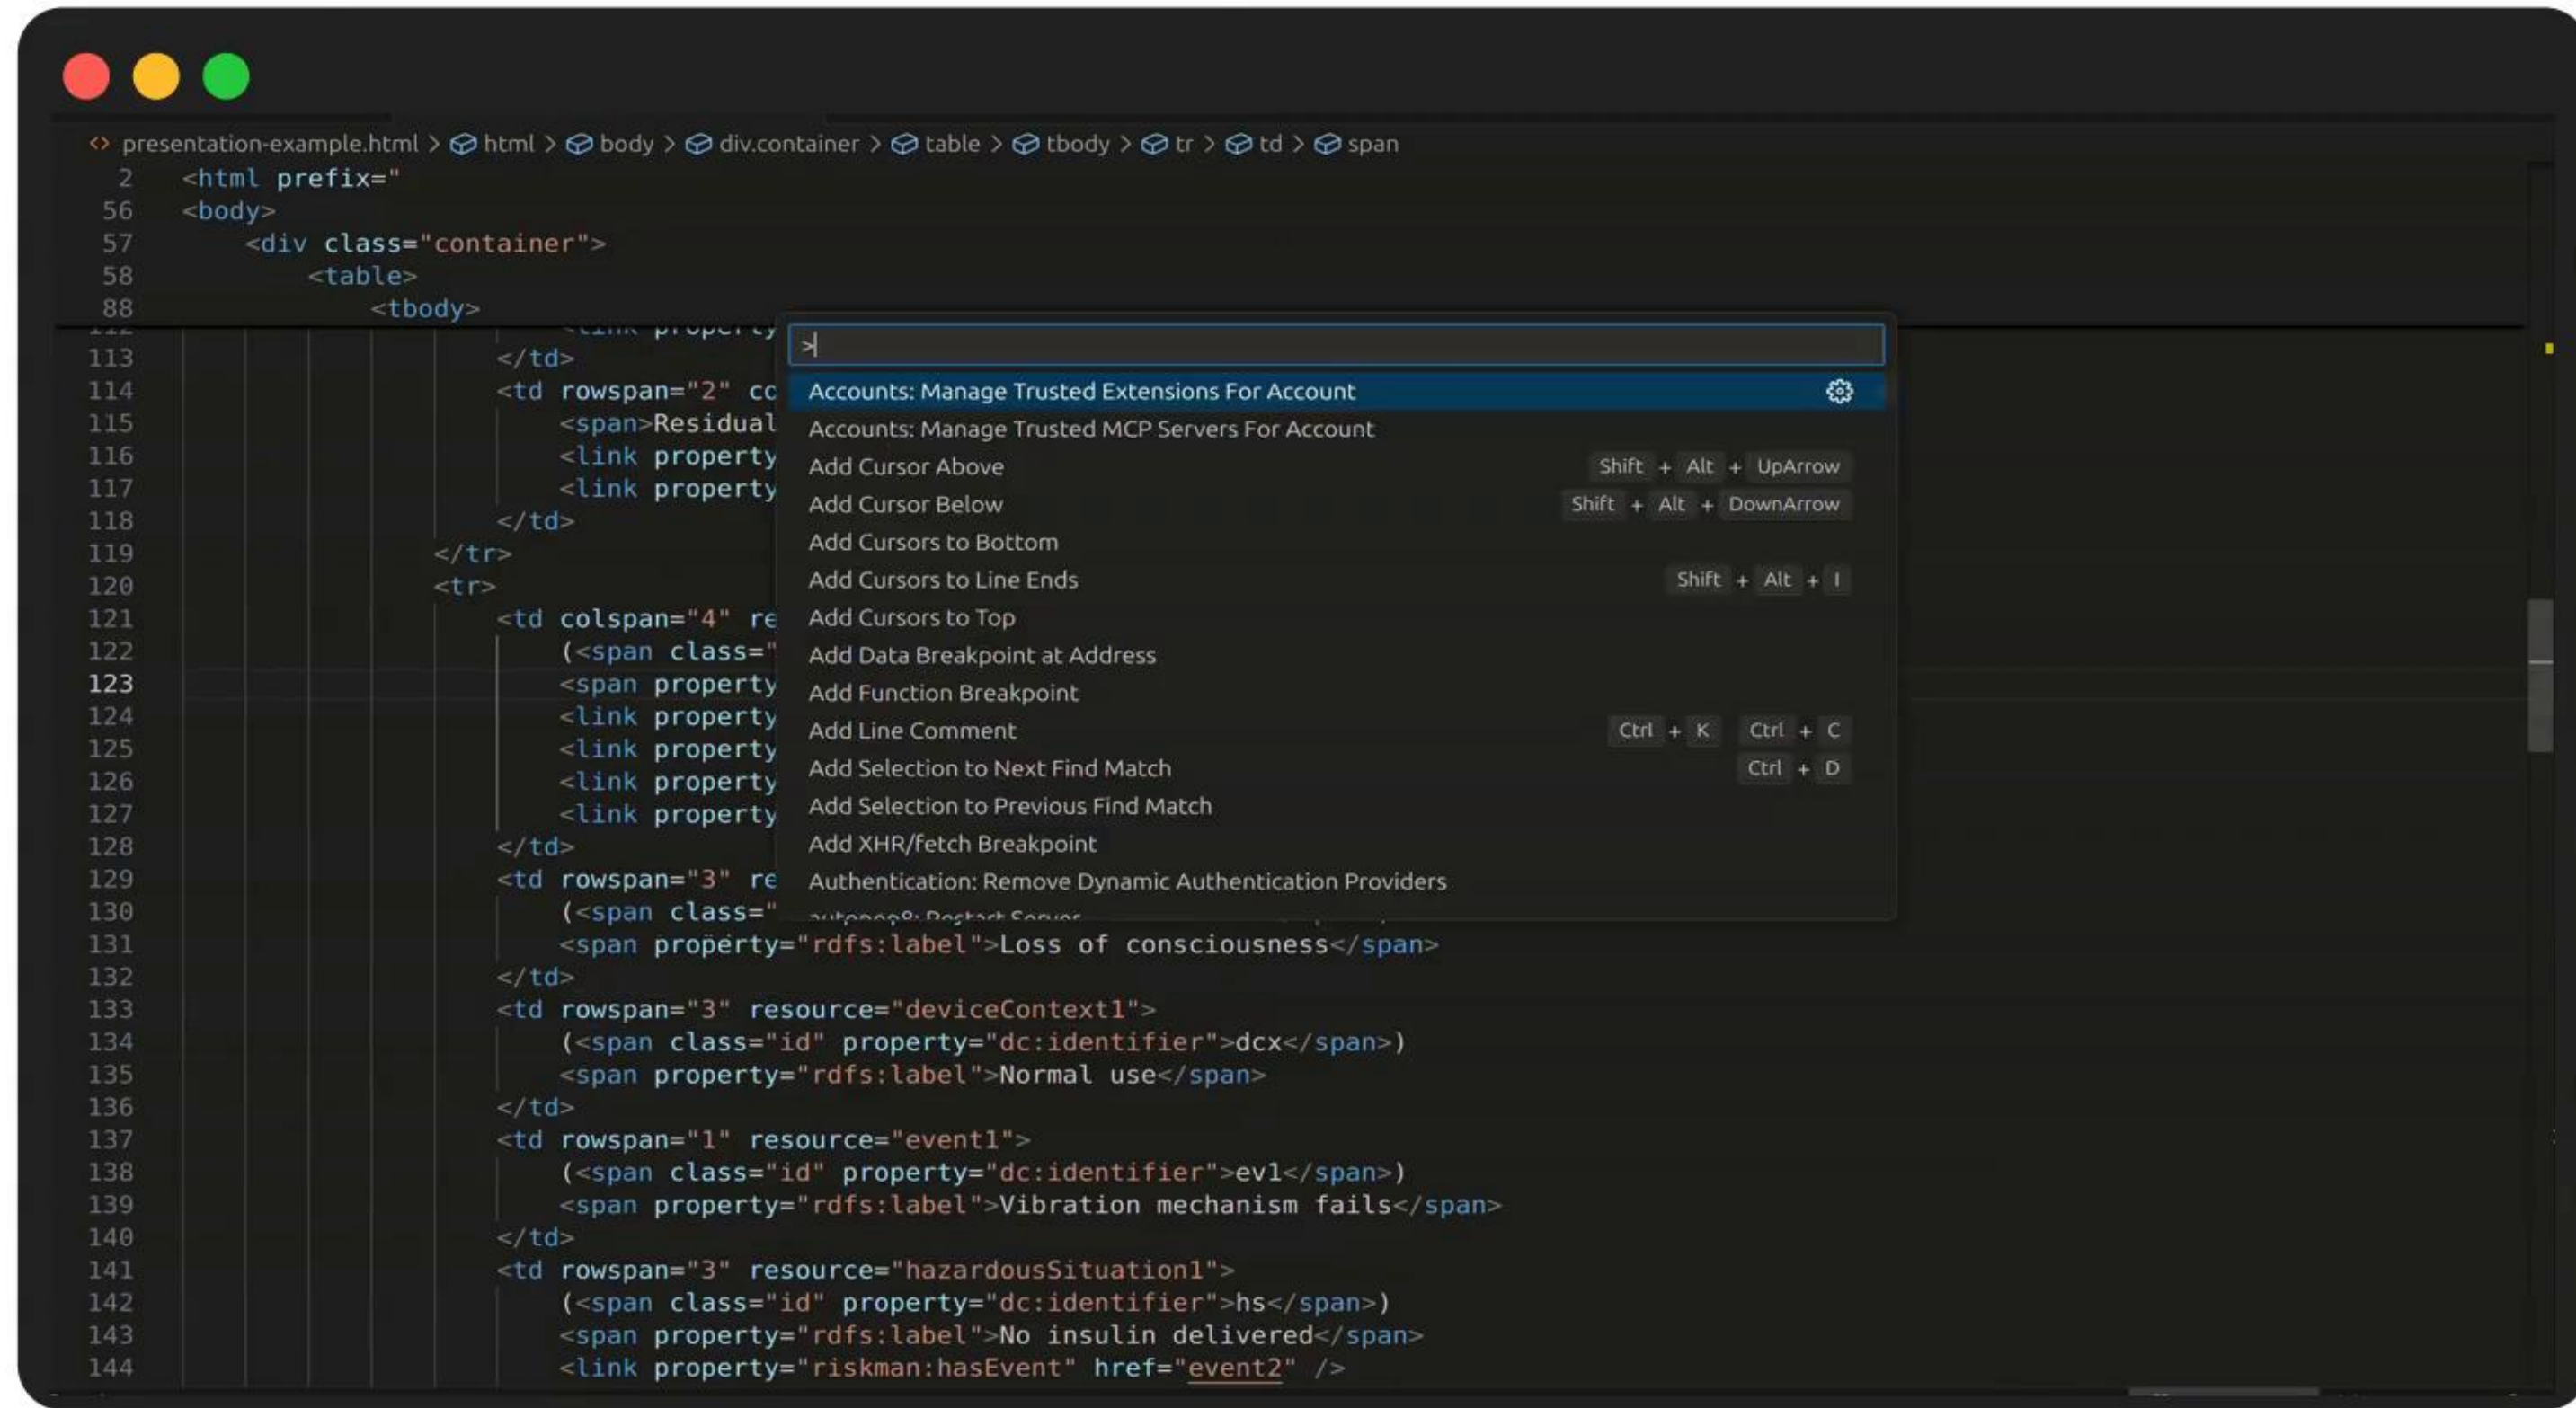 presentation-example.html > html > body > div.container > table > tbody > tr > td > span
2 <html prefix="
56 <body>
57 <div class="container">
58 <table>
88 <tbody>
112 <link property
>
113 </td>
114 <td rowspan="2" co
Accounts: Manage Trusted Extensions For Account
115 <span>Residual
Accounts: Manage Trusted MCP Servers For Account
116 <link property
Add Cursor Above Shift + Alt + UpArrow
117 <link property
Add Cursor Below Shift + Alt + DownArrow
118 </td>
Add Cursors to Bottom
119 </tr>
Add Cursors to Line Ends Shift + Alt + I
120 <tr>
121 <td colspan="4" re
Add Cursors to Top
122 (<span class="
Add Data Breakpoint at Address
123 <span property
Add Function Breakpoint
124 <link property
Add Line Comment Ctrl + K Ctrl + C
125 <link property
Add Selection to Next Find Match Ctrl + D
126 <link property
Add Selection to Previous Find Match
127 <link property
Add XHR/fetch Breakpoint
128 </td>
129 <td rowspan="3" re
Authentication: Remove Dynamic Authentication Providers
130 (<span class="
autopep8: Restart Server
131 <span property="rdfs:label">Loss of consciousness</span>
132 </td>
133 <td rowspan="3" resource="deviceContext1">
134 (<span class="id" property="dc:identifier">dcx</span>)
135 <span property="rdfs:label">Normal use</span>
136 </td>
137 <td rowspan="1" resource="event1">
138 (<span class="id" property="dc:identifier">ev1</span>)
139 <span property="rdfs:label">Vibration mechanism fails</span>
140 </td>
141 <td rowspan="3" resource="hazardousSituation1">
142 (<span class="id" property="dc:identifier">hs</span>)
143 <span property="rdfs:label">No insulin delivered</span>
144 <link property="riskman:hasEvent" href="event2" />